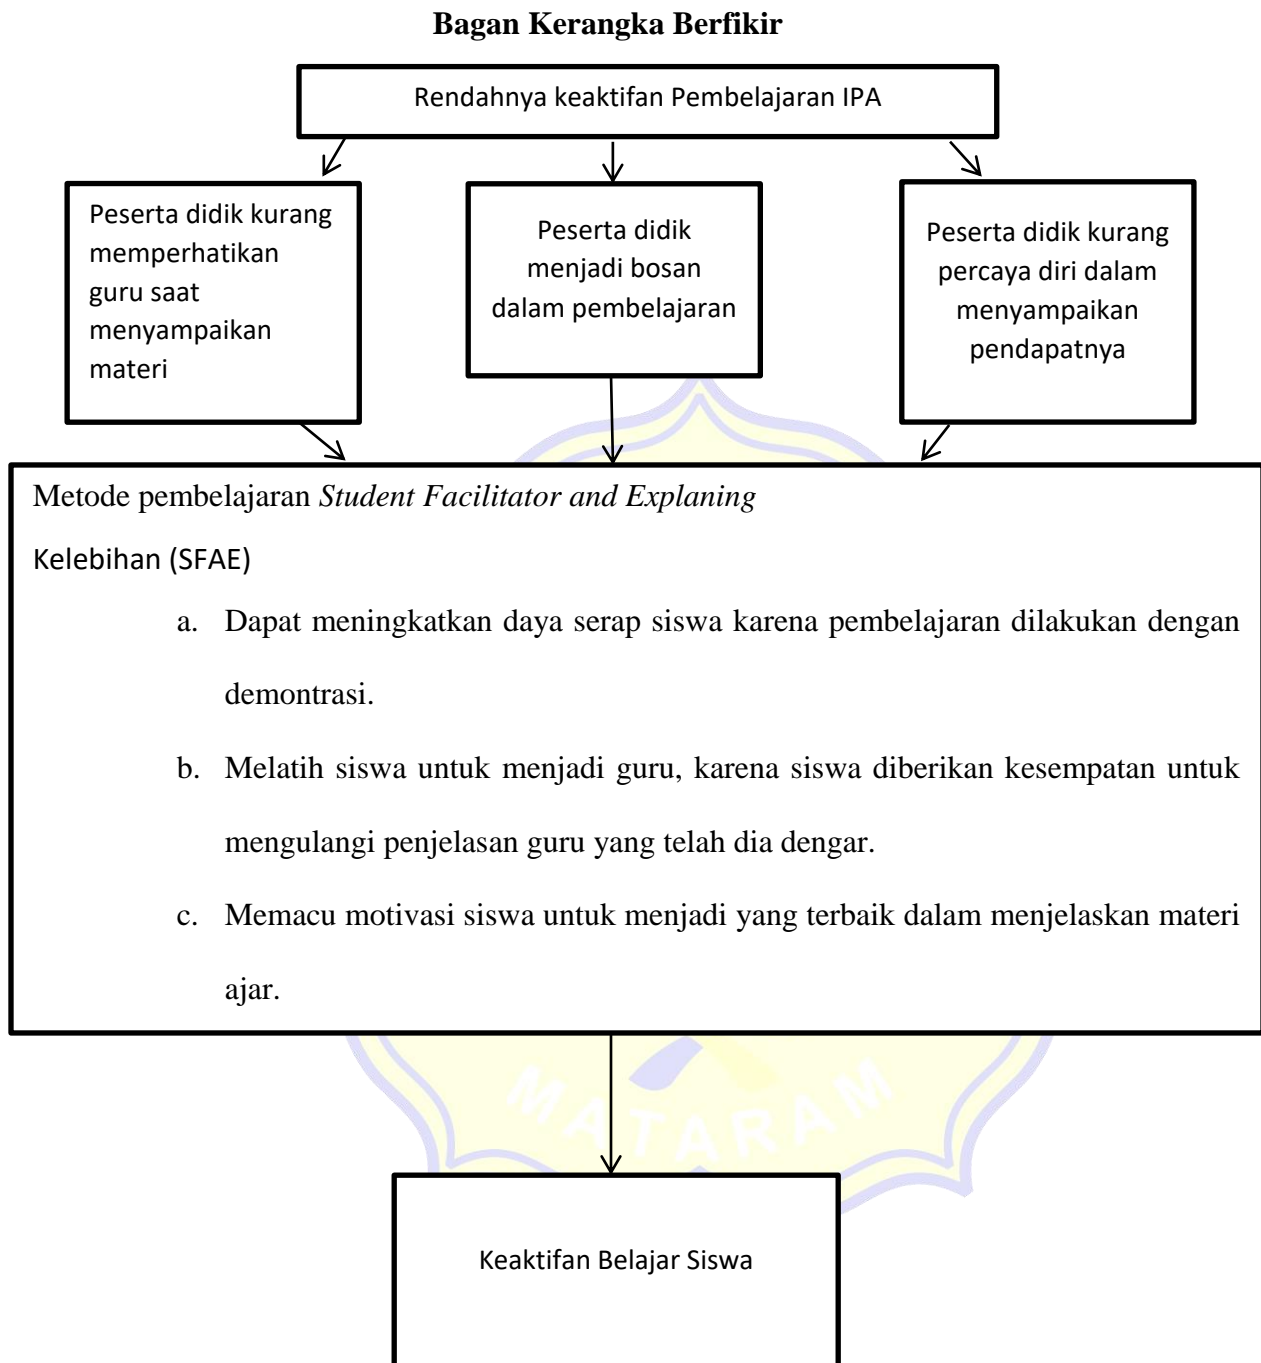 Bagan Kerangka Berfikir
Rendahnya keaktifan Pembelajaran IPA
Peserta didik kurang
memperhatikan
guru saat
menyampaikan
materi
Peserta didik
menjadi bosan
dalam pembelajaran
Peserta didik kurang
percaya diri dalam
menyampaikan
pendapatnya
Metode pembelajaran Student Facilitator and Explaning
Kelebihan (SFAE)
a. Dapat meningkatkan daya serap siswa karena pembelajaran dilakukan dengan
demontrasi.
b. Melatih siswa untuk menjadi guru, karena siswa diberikan kesempatan untuk
mengulangi penjelasan guru yang telah dia dengar.
c. Memacu motivasi siswa untuk menjadi yang terbaik dalam menjelaskan materi
ajar.
MATARAM
Keaktifan Belajar Siswa